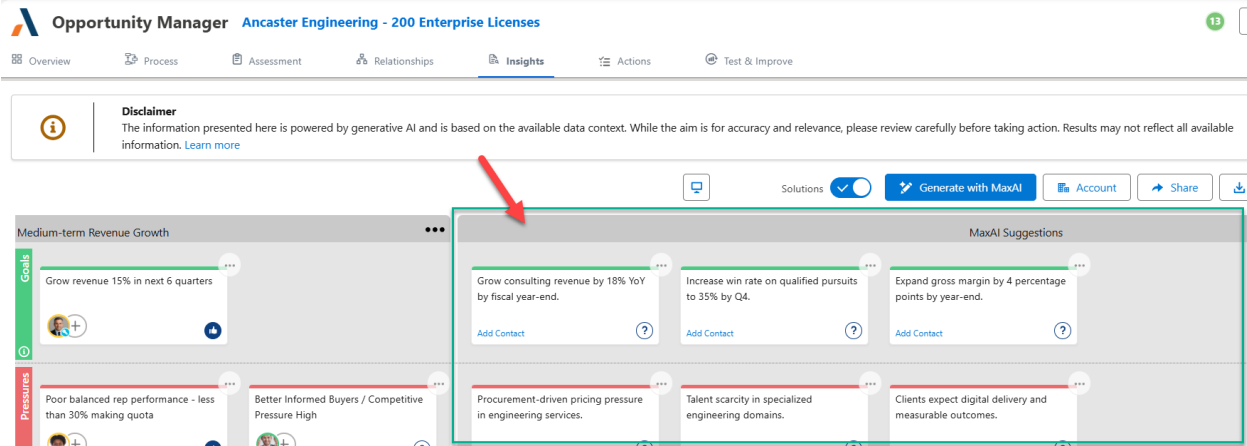 Opportunity Manager Ancaster Engineering - 200 Enterprise Licenses 13
Overview Process Assessment Relationships Insights Actions Test & Improve
Disclaimer
The information presented here is powered by generative AI and is based on the available data context. While the aim is for accuracy and relevance, please review carefully before taking action. Results may not reflect all available
information. Learn more
Solutions Generate with MaxAI Account Share
Medium-term Revenue Growth MaxAI Suggestions
Goals
Grow revenue 15% in next 6 quarters
Grow consulting revenue by 18% YoY
by fiscal year-end.
Add Contact
Increase win rate on qualified pursuits
to 35% by Q4.
Add Contact
Expand gross margin by 4 percentage
points by year-end.
Add Contact
Pressures
Poor balanced rep performance - less
than 30% making quota
Better Informed Buyers / Competitive
Pressure High
Procurement-driven pricing pressure
in engineering services.
Talent scarcity in specialized
engineering domains.
Clients expect digital delivery and
measurable outcomes.